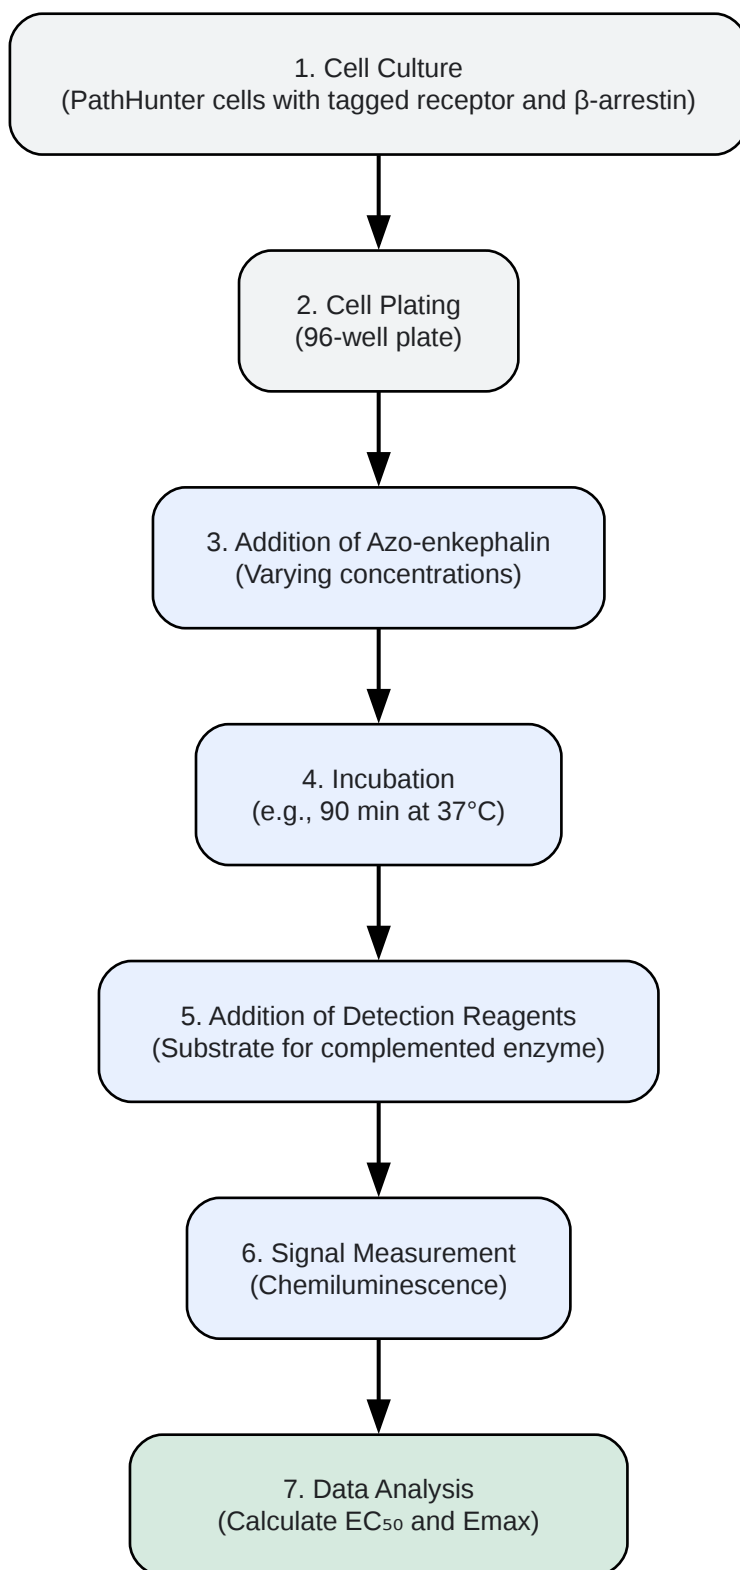 1. Cell Culture
(PathHunter cells with tagged receptor and β-arrestin)
2. Cell Plating
(96-well plate)
3. Addition of Azo-enkephalin
(Varying concentrations)
4. Incubation
(e.g., 90 min at 37°C)
5. Addition of Detection Reagents
(Substrate for complemented enzyme)
6. Signal Measurement
(Chemiluminescence)
7. Data Analysis
(Calculate EC₅₀ and Emax)